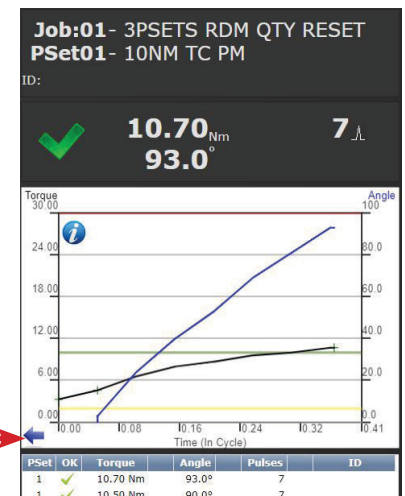 Job:01- 3PSETS RDM QTY RESET
PSet01- 10NM TC PM
ID:
10.70 Nm 7
93.0°
Torque Angle
30.00 100
24.00 80.0
18.00 60.0
12.00 40.0
6.00 20.0
0.00 0.0
0.00 0.08 0.16 0.24 0.32 0.41
Time (In Cycle)
PSet OK Torque Angle Pulses ID
1 10.70 Nm 93.0° 7
1 10.50 Nm 90.0° 7